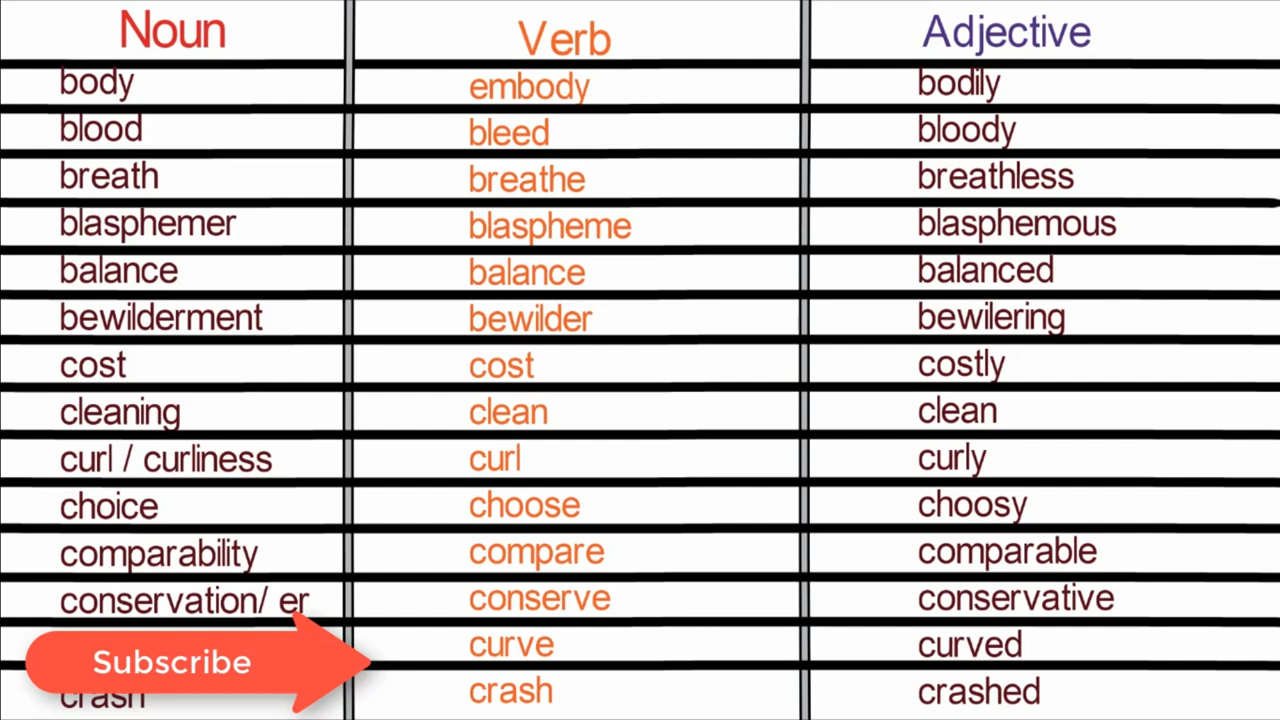 Noun Verb Adjective
body embody bodily
blood bleed bloody
breath breathe breathless
blasphemer blaspheme blasphemous
balance balance balanced
bewilderment bewilder bewilering
cost cost costly
cleaning clean clean
curl / curliness curl curly
choice choose choosy
comparability compare comparable
conservation/ er conserve conservative
curve curved
Subscribe
crash crash crashed